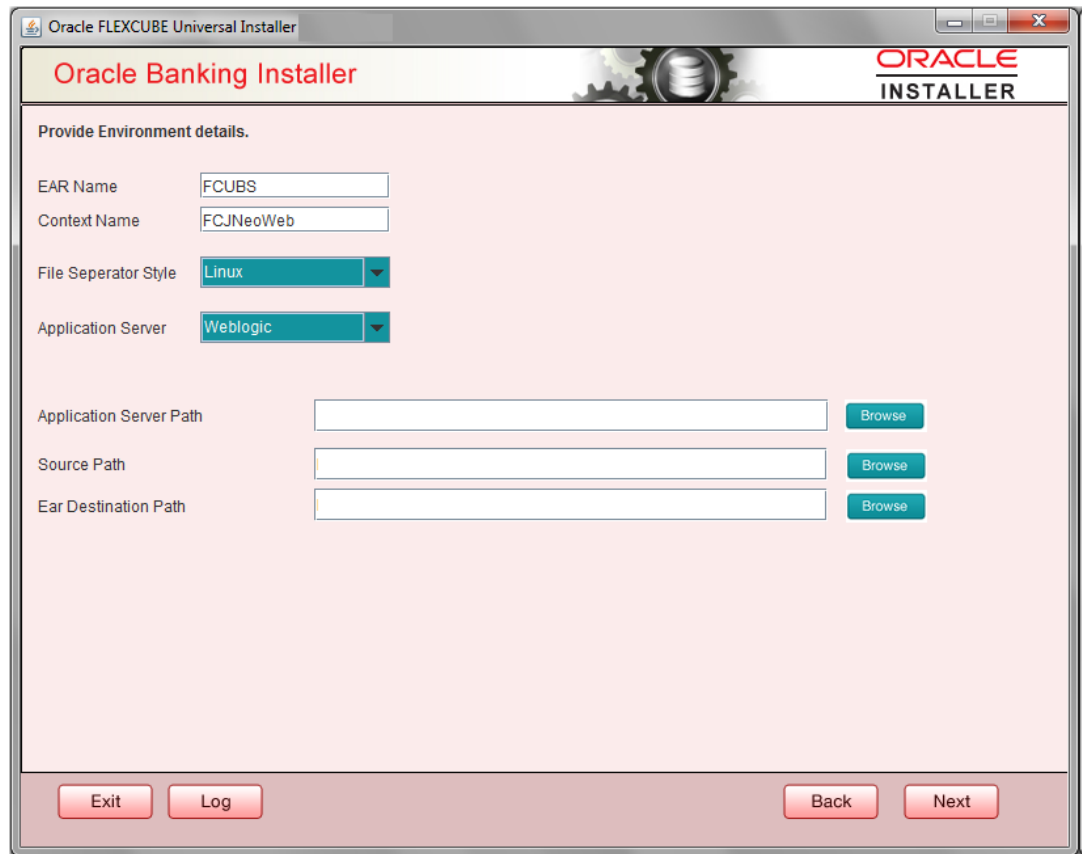 Oracle FLEXCUBE Universal Installer
Oracle Banking Installer
ORACLE
INSTALLER
Provide Environment details.
EAR Name FCUBS
Context Name FCJNeoWeb
File Seperator Style Linux
Application Server Weblogic
Application Server Path Browse
Source Path Browse
Ear Destination Path Browse
Exit Log Back Next